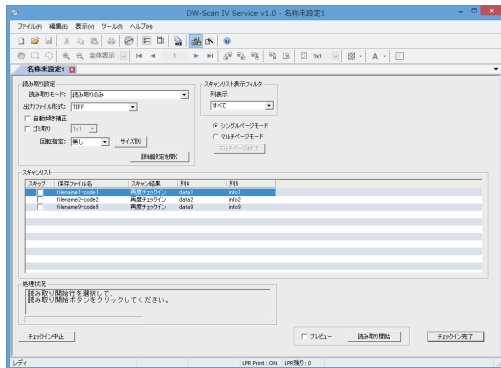 DW-Scan IV Service v1.0 - 名称未設定1
ファイル(F) 編集(E) 表示(V) ツール(T) ヘルプ(H)
全体表示 1 1x1 A
名称未設定1
読み取り設定
読み取りモード: 読み取りのみ
出力ファイル形式: TIFF
自動傾き補正
ゴミ取り 1x1
回転指定: 無し サイズ別
詳細設定を開く
スキャンリスト表示フィルター
列表示
すべて
シングルページモード
マルチページモード
マルチページ終了
スキャンリスト
スキップ 保存ファイル名 スキャン結果 列4 列5
filename1-code1 再度チェックイン data1 info1
filename2-code2 再度チェックイン data2 info2
filename9-code9 再度チェックイン data9 info9
処理状況
読み取り開始行を選択して、
読み取り開始ボタンをクリックしてください。
チェックイン中止 プレビュー 読み取り開始 チェックイン完了
レディ LPR Print : ON LPR残り : 0